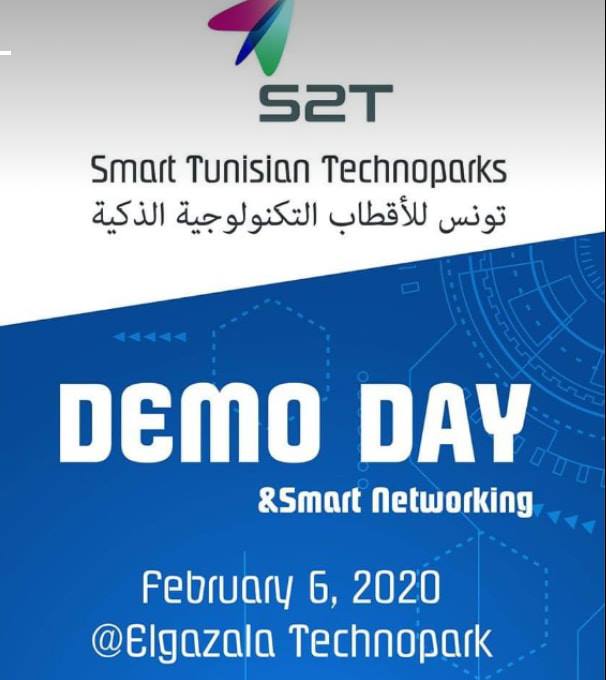 S2T
Smart Tunisian Technoparks
تونس للأقطاب التكنولوجية الذكية
DEMO DAY
&Smart Networking
February 6, 2020
@Elgazala Technopark